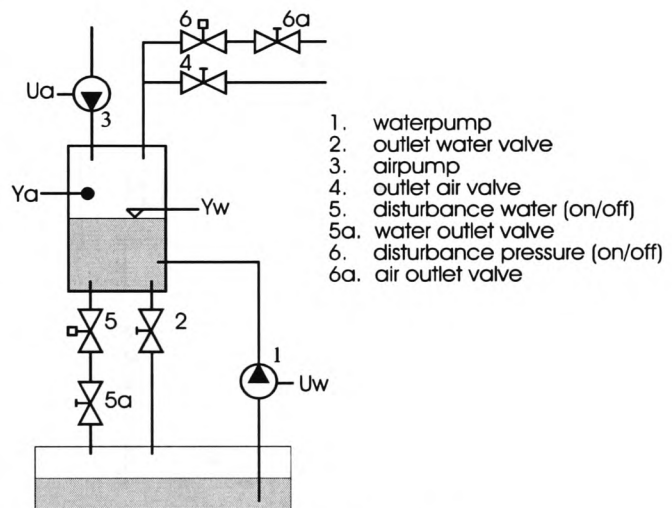 6
6a
4
Ua
3
Ya
Yw
5
2
1
Uw
5a
1. waterpump
2. outlet water valve
3. airpump
4. outlet air valve
5. disturbance water (on/off)
5a. water outlet valve
6. disturbance pressure (on/off)
6a. air outlet valve